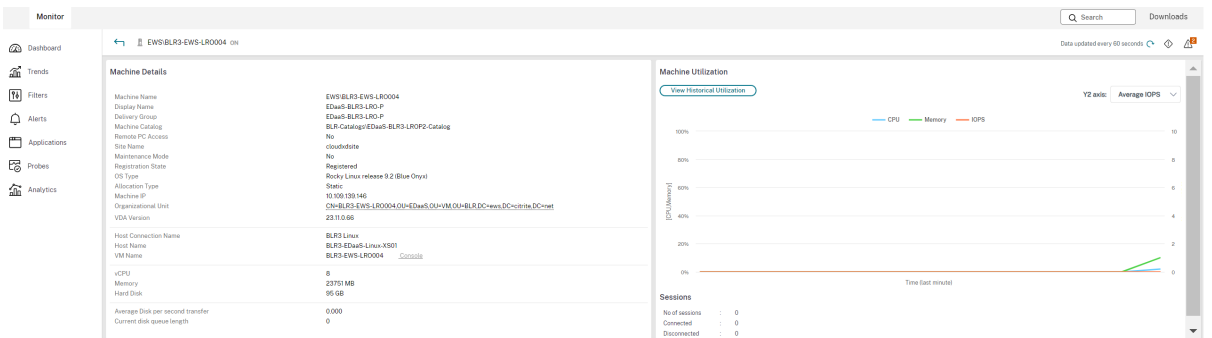 Monitor
Search
Downloads
Dashboard
Trends
Filters
Alerts
Applications
Probes
Analytics
EWS\BLR3-EWS-LRO004 ON
Data updated every 60 seconds
2
Machine Details
Machine Name EWS\BLR3-EWS-LRO004
Display Name EDaaS-BLR3-LRO-P
Delivery Group EDaaS-BLR3-LRO-P
Machine Catalog BLR-Catalogs\EDaaS-BLR3-LROP2-Catalog
Remote PC Access No
Site Name cloudxdsite
Maintenance Mode No
Registration State Registered
OS Type Rocky Linux release 9.2 (Blue Onyx)
Allocation Type Static
Machine IP 10.109.139.146
Organizational Unit CN=BLR3-EWS-LRO004,OU=EDaaS,OU=VM,OU=BLR,DC=ews,DC=citrite,DC=net
VDA Version 23.11.0.66
Host Connection Name BLR3 Linux
Host Name BLR3-EDaaS-Linux-XS01
VM Name BLR3-EWS-LRO004 Console
vCPU 8
Memory 23751 MB
Hard Disk 95 GB
Average Disk per second transfer 0.000
Current disk queue length 0
Machine Utilization
View Historical Utilization
Y2 axis: Average IOPS
CPU Memory IOPS
100% 10
80% 8
[CPU/Memory]
60% 6
40% 4
20% 2
0% 0
Time (last minute)
Sessions
No of sessions : 0
Connected : 0
Disconnected : 0